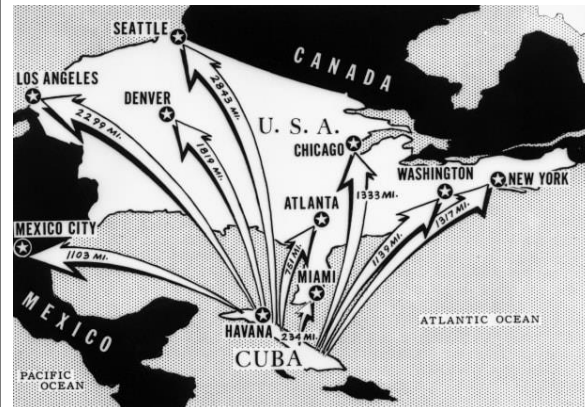 SEATTLE
CANADA
LOS ANGELES
DENVER
2843 MI.
2299 MI.
U. S. A.
CHICAGO
1819 MI.
WASHINGTON
NEW YORK
1333 MI.
ATLANTA
MEXICO CITY
1103 MI.
751 MI.
1139 MI.
1317 MI.
MIAMI
MEXICO
HAVANA
234 MI.
ATLANTIC OCEAN
CUBA
PACIFIC
OCEAN